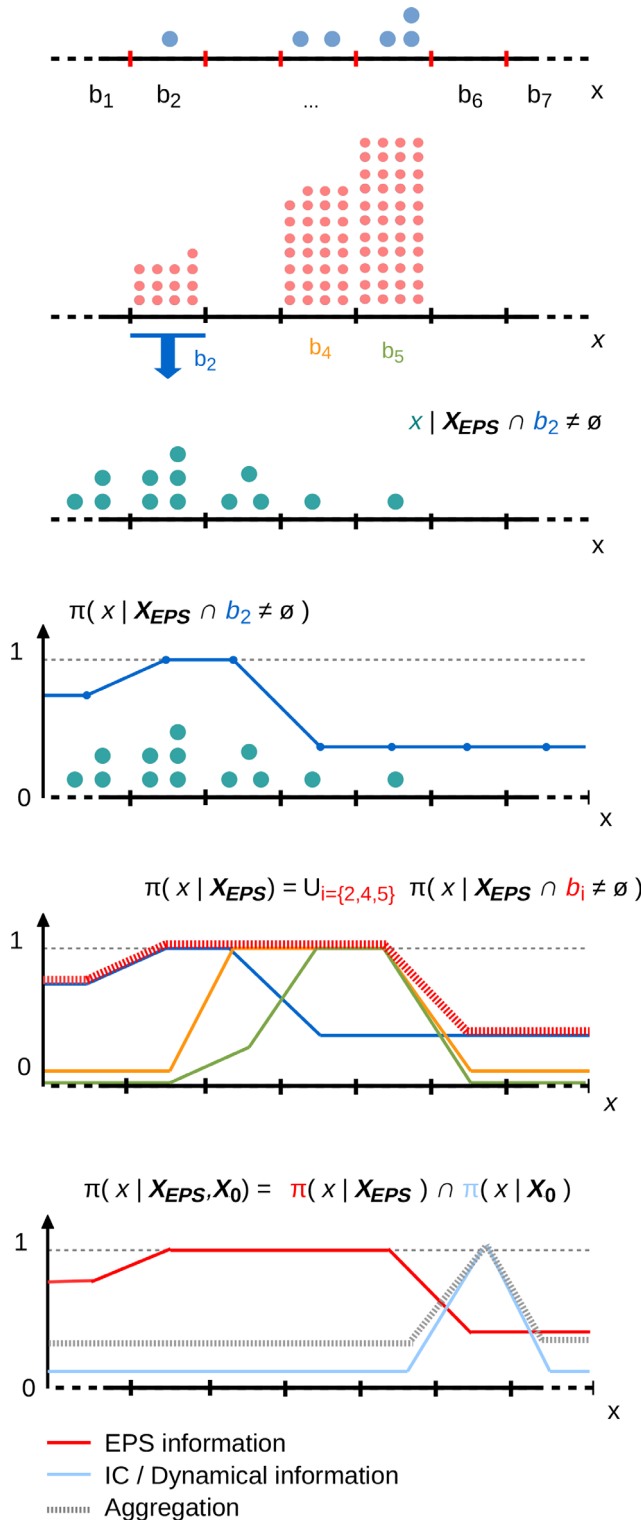 b1 b2 ... b6 b7 x
b2 b4 b5 x
x | XEPS ∩ b2 ≠ ø
x
π( x | XEPS ∩ b2 ≠ ø )
1
0
x
π( x | XEPS) = Ui={2,4,5} π( x | XEPS ∩ bi ≠ ø )
1
0
x
π( x | XEPS,X0) = π( x | XEPS ) ∩ π( x | X0 )
1
0
x
EPS information
IC / Dynamical information
Aggregation